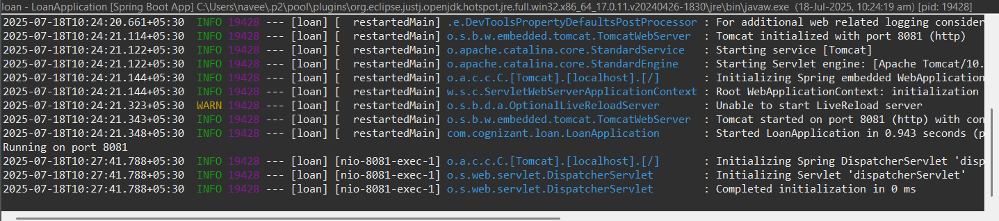 loan - LoanApplication [Spring Boot App] C:\Users\navee\.p2\pool\plugins\org.eclipse.justj.openjdk.hotspot.jre.full.win32.x86_64_17.0.11.v20240426-1830\jre\bin\javaw.exe (18-Jul-2025, 10:24:19 am) [pid: 19428]
2025-07-18T10:24:20.661+05:30  INFO 19428 --- [loan] [  restartedMain] .e.DevToolsPropertyDefaultsPostProcessor : For additional web related logging consider
2025-07-18T10:24:21.114+05:30  INFO 19428 --- [loan] [  restartedMain] o.s.b.w.embedded.tomcat.TomcatWebServer  : Tomcat initialized with port 8081 (http)
2025-07-18T10:24:21.122+05:30  INFO 19428 --- [loan] [  restartedMain] o.apache.catalina.core.StandardService   : Starting service [Tomcat]
2025-07-18T10:24:21.122+05:30  INFO 19428 --- [loan] [  restartedMain] o.apache.catalina.core.StandardEngine    : Starting Servlet engine: [Apache Tomcat/10.
2025-07-18T10:24:21.144+05:30  INFO 19428 --- [loan] [  restartedMain] o.a.c.c.C.[Tomcat].[localhost].[/]       : Initializing Spring embedded WebApplication
2025-07-18T10:24:21.144+05:30  INFO 19428 --- [loan] [  restartedMain] w.s.c.ServletWebServerApplicationContext : Root WebApplicationContext: initialization
2025-07-18T10:24:21.323+05:30  WARN 19428 --- [loan] [  restartedMain] o.s.b.d.a.OptionalLiveReloadServer       : Unable to start LiveReload server
2025-07-18T10:24:21.343+05:30  INFO 19428 --- [loan] [  restartedMain] o.s.b.w.embedded.tomcat.TomcatWebServer  : Tomcat started on port 8081 (http) with con
2025-07-18T10:24:21.348+05:30  INFO 19428 --- [loan] [  restartedMain] com.cognizant.loan.LoanApplication       : Started LoanApplication in 0.943 seconds (p
Running on port 8081
2025-07-18T10:27:41.788+05:30  INFO 19428 --- [loan] [nio-8081-exec-1] o.a.c.c.C.[Tomcat].[localhost].[/]       : Initializing Spring DispatcherServlet 'disp
2025-07-18T10:27:41.788+05:30  INFO 19428 --- [loan] [nio-8081-exec-1] o.s.web.servlet.DispatcherServlet        : Initializing Servlet 'dispatcherServlet'
2025-07-18T10:27:41.788+05:30  INFO 19428 --- [loan] [nio-8081-exec-1] o.s.web.servlet.DispatcherServlet        : Completed initialization in 0 ms